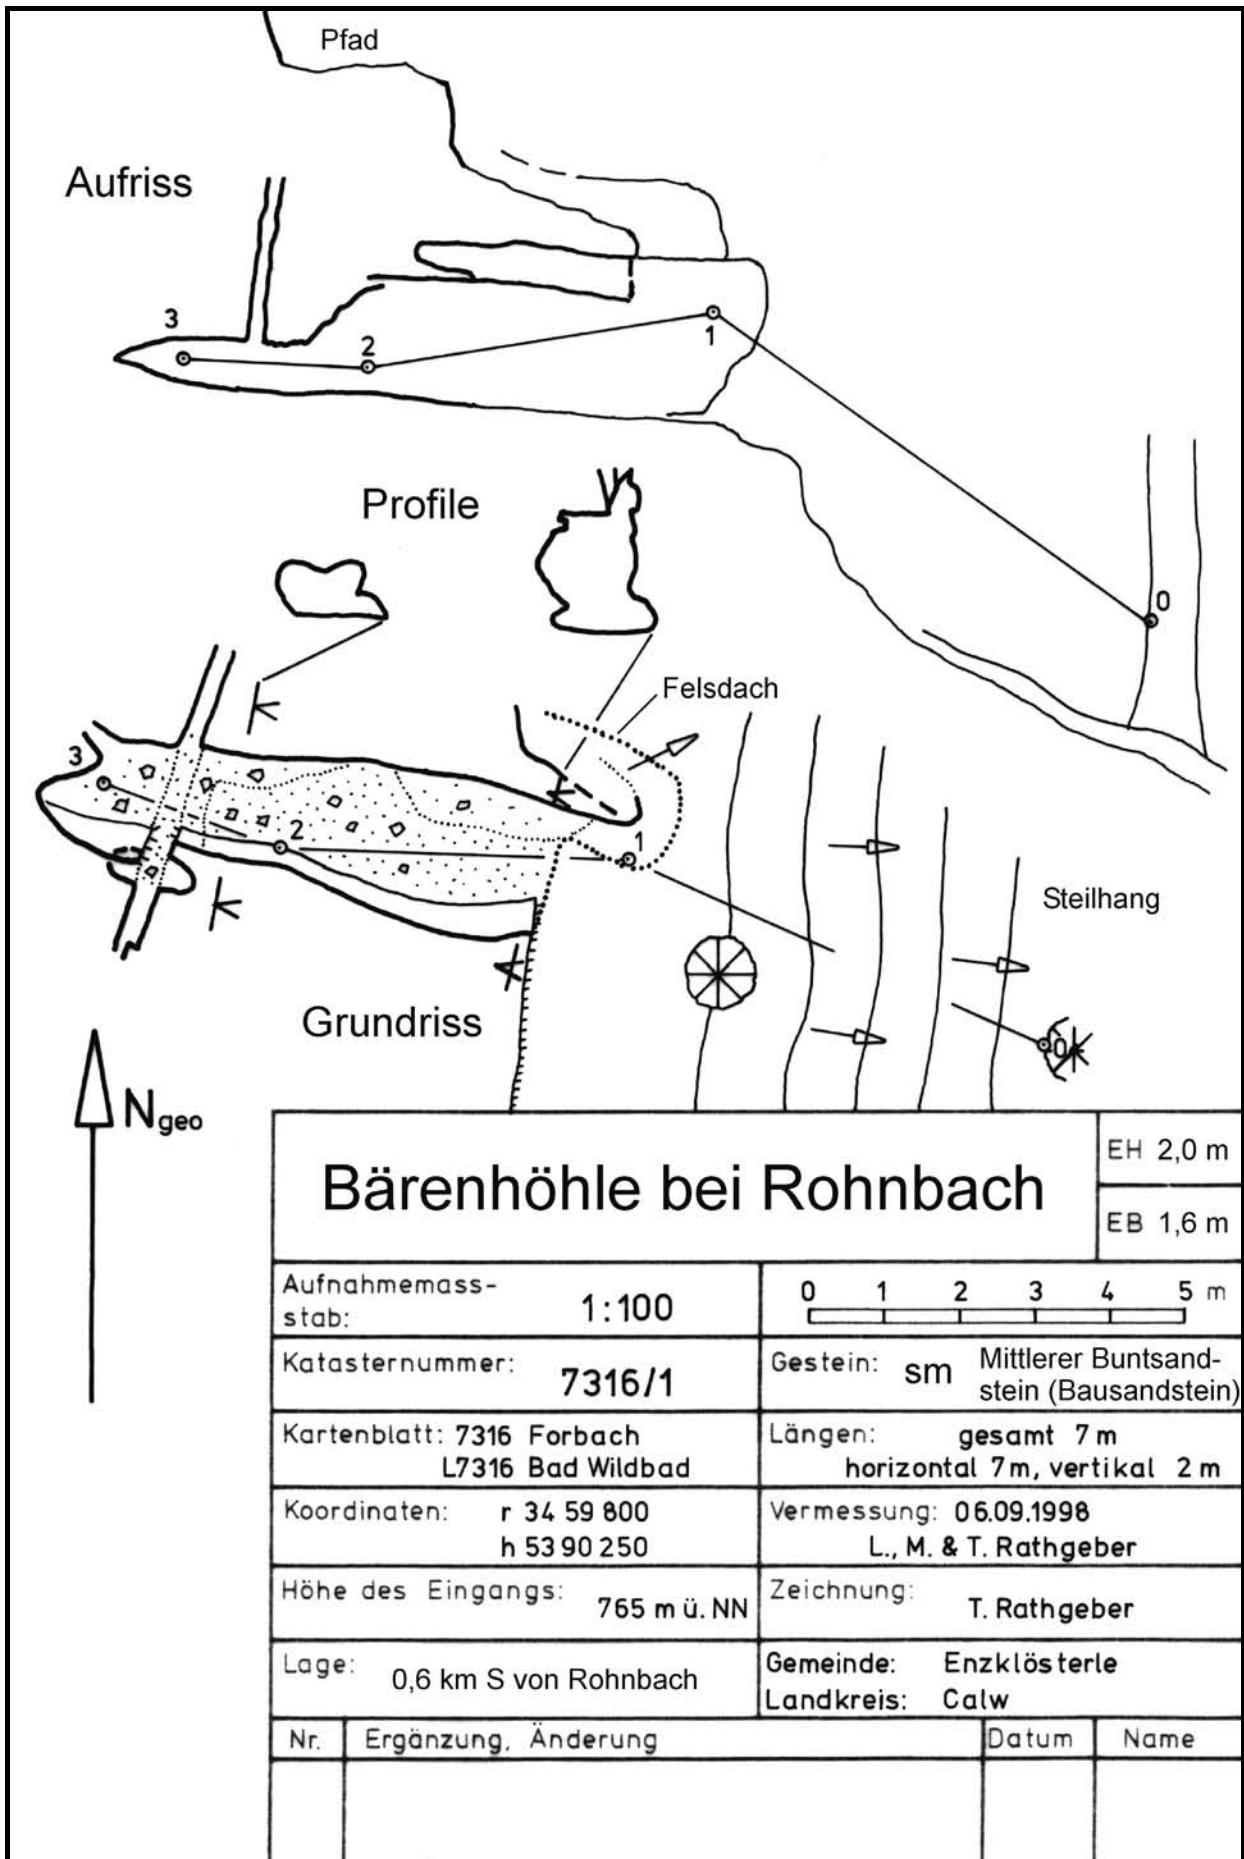 Pfad
Aufriss
3
2
1
0
Profile
Felsdach
3
2
1
Steilhang
0
Grundriss
Ngeo
Bärenhöhle bei Rohnbach
EH 2,0 m
EB 1,6 m
Aufnahmemass-
stab: 1:100
0 1 2 3 4 5 m
Katasternummer: 7316/1
Gestein: sm Mittlerer Buntsand-
stein (Bausandstein)
Kartenblatt: 7316 Forbach
L7316 Bad Wildbad
Längen: gesamt 7 m
horizontal 7 m, vertikal 2 m
Koordinaten: r 34 59 800
h 53 90 250
Vermessung: 06.09.1998
L., M. & T. Rathgeber
Höhe des Eingangs: 765 m ü. NN
Zeichnung: T. Rathgeber
Lage: 0,6 km S von Rohnbach
Gemeinde: Enzklösterle
Landkreis: Calw
Nr. Ergänzung, Änderung Datum Name